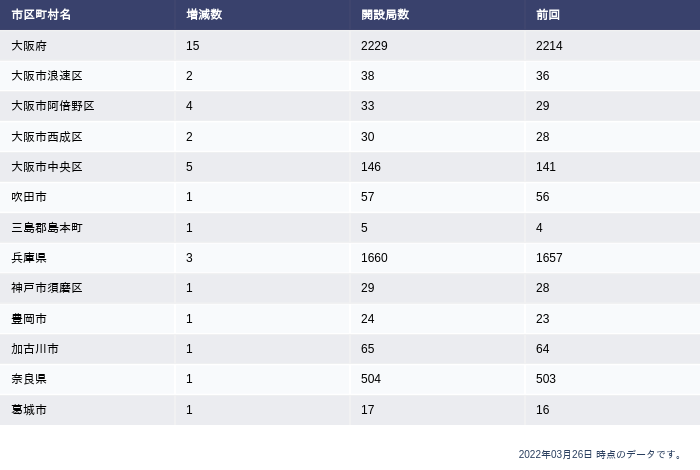 市区町村名 増減数 開設局数 前回
大阪府 15 2229 2214
大阪市浪速区 2 38 36
大阪市阿倍野区 4 33 29
大阪市西成区 2 30 28
大阪市中央区 5 146 141
吹田市 1 57 56
三島郡島本町 1 5 4
兵庫県 3 1660 1657
神戸市須磨区 1 29 28
豊岡市 1 24 23
加古川市 1 65 64
奈良県 1 504 503
葛城市 1 17 16
2022年03月26日 時点のデータです。